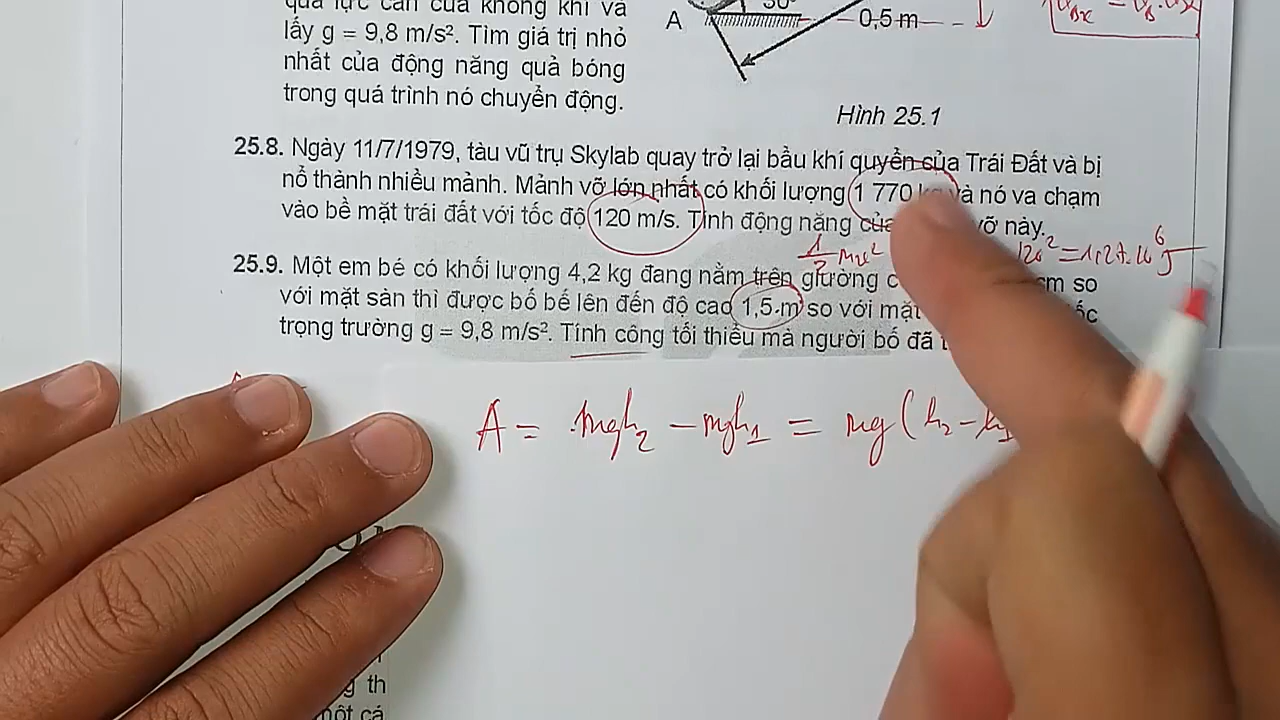 quả lực cản của không khí và
lấy g = 9,8 m/s². Tìm giá trị nhỏ
nhất của động năng quả bóng
trong quá trình nó chuyển động.
A
30°
0,5 m
Hình 25.1
25.8. Ngày 11/7/1979, tàu vũ trụ Skylab quay trở lại bầu khí quyển của Trái Đất và bị
nổ thành nhiều mảnh. Mảnh vỡ lớn nhất có khối lượng 1 770 kg và nó va chạm
vào bề mặt trái đất với tốc độ 120 m/s. Tính động năng của vỡ này.
120² = 1,27.10⁶ J
25.9. Một em bé có khối lượng 4,2 kg đang nằm trên giường cm so
với mặt sàn thì được bố bế lên đến độ cao 1,5 m so với mặt
trọng trường g = 9,8 m/s². Tính công tối thiểu mà người bố đã
A = mgh₂ - mgh₁ = mg(h₂ - h₁